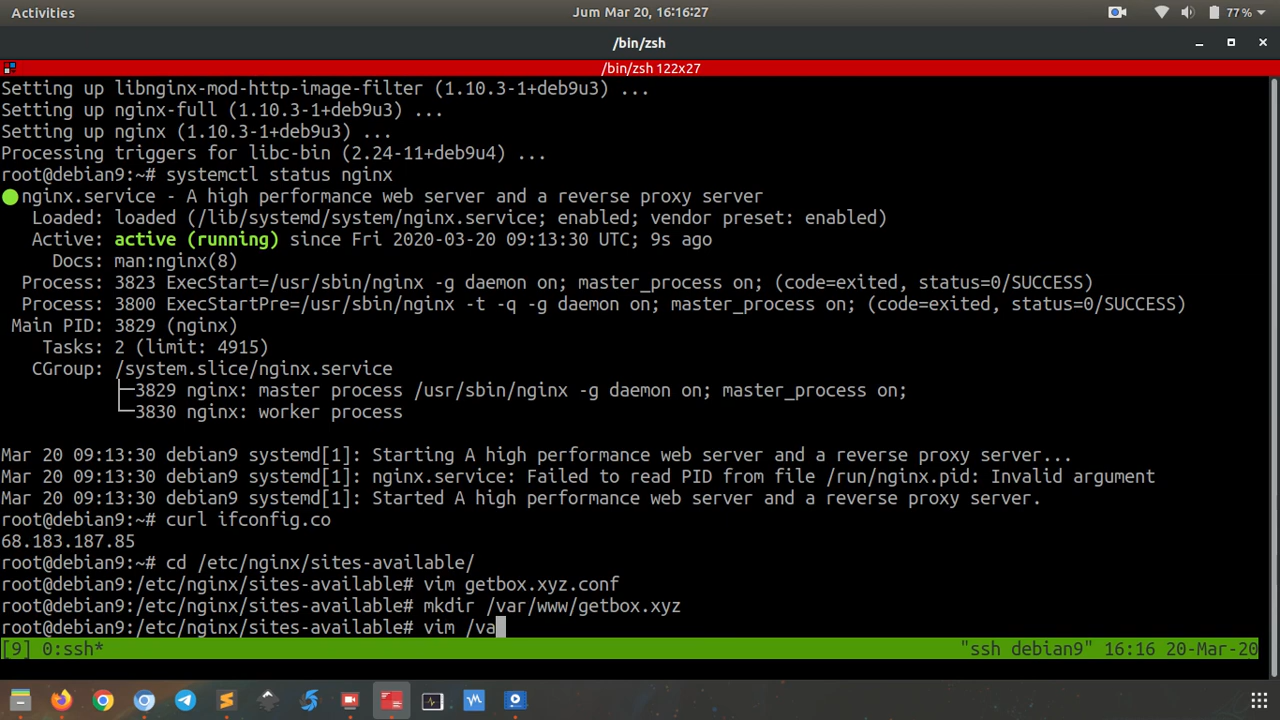 Activities
Jum Mar 20, 16:16:27
77%
/bin/zsh
/bin/zsh 122x27
Setting up libnginx-mod-http-image-filter (1.10.3-1+deb9u3) ...
Setting up nginx-full (1.10.3-1+deb9u3) ...
Setting up nginx (1.10.3-1+deb9u3) ...
Processing triggers for libc-bin (2.24-11+deb9u4) ...
root@debian9:~# systemctl status nginx
nginx.service - A high performance web server and a reverse proxy server
Loaded: loaded (/lib/systemd/system/nginx.service; enabled; vendor preset: enabled)
Active: active (running) since Fri 2020-03-20 09:13:30 UTC; 9s ago
Docs: man:nginx(8)
Process: 3823 ExecStart=/usr/sbin/nginx -g daemon on; master_process on; (code=exited, status=0/SUCCESS)
Process: 3800 ExecStartPre=/usr/sbin/nginx -t -q -g daemon on; master_process on; (code=exited, status=0/SUCCESS)
Main PID: 3829 (nginx)
Tasks: 2 (limit: 4915)
CGroup: /system.slice/nginx.service
├─3829 nginx: master process /usr/sbin/nginx -g daemon on; master_process on;
└─3830 nginx: worker process
Mar 20 09:13:30 debian9 systemd[1]: Starting A high performance web server and a reverse proxy server...
Mar 20 09:13:30 debian9 systemd[1]: nginx.service: Failed to read PID from file /run/nginx.pid: Invalid argument
Mar 20 09:13:30 debian9 systemd[1]: Started A high performance web server and a reverse proxy server.
root@debian9:~# curl ifconfig.co
68.183.187.85
root@debian9:~# cd /etc/nginx/sites-available/
root@debian9:/etc/nginx/sites-available# vim getbox.xyz.conf
root@debian9:/etc/nginx/sites-available# mkdir /var/www/getbox.xyz
root@debian9:/etc/nginx/sites-available# vim /va
[9] 0:ssh* "ssh debian9" 16:16 20-Mar-20